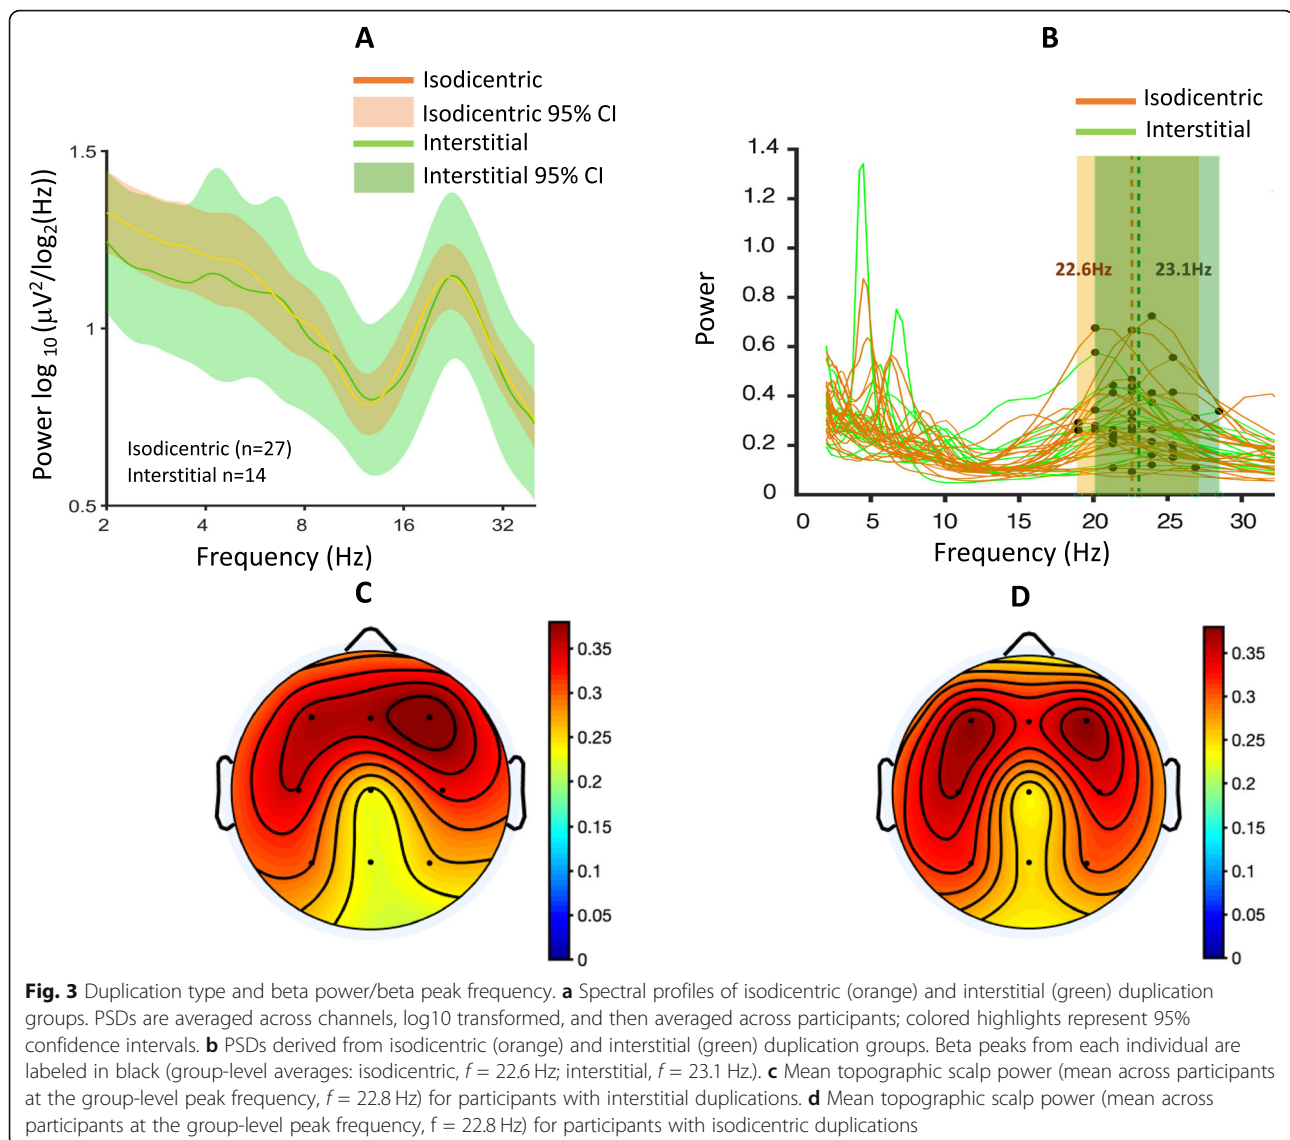 A
Isodicentric
Isodicentric 95% CI
Interstitial
Interstitial 95% CI
Power log 10 (μV2/log2(Hz))
1.5
1
0.5
Isodicentric (n=27)
Interstitial n=14
2 4 8 16 32
Frequency (Hz)
B
Isodicentric
Interstitial
Power
1.4
1.2
1.0
0.8
0.6
0.4
0.2
0
22.6Hz 23.1Hz
0 5 10 15 20 25 30
Frequency (Hz)
C
0.35
0.3
0.25
0.2
0.15
0.1
0.05
0
D
0.35
0.3
0.25
0.2
0.15
0.1
0.05
0
Fig. 3 Duplication type and beta power/beta peak frequency. a Spectral profiles of isodicentric (orange) and interstitial (green) duplication
groups. PSDs are averaged across channels, log10 transformed, and then averaged across participants; colored highlights represent 95%
confidence intervals. b PSDs derived from isodicentric (orange) and interstitial (green) duplication groups. Beta peaks from each individual are
labeled in black (group-level averages: isodicentric, f = 22.6 Hz; interstitial, f = 23.1 Hz.). c Mean topographic scalp power (mean across participants
at the group-level peak frequency, f = 22.8 Hz) for participants with interstitial duplications. d Mean topographic scalp power (mean across
participants at the group-level peak frequency, f = 22.8 Hz) for participants with isodicentric duplications